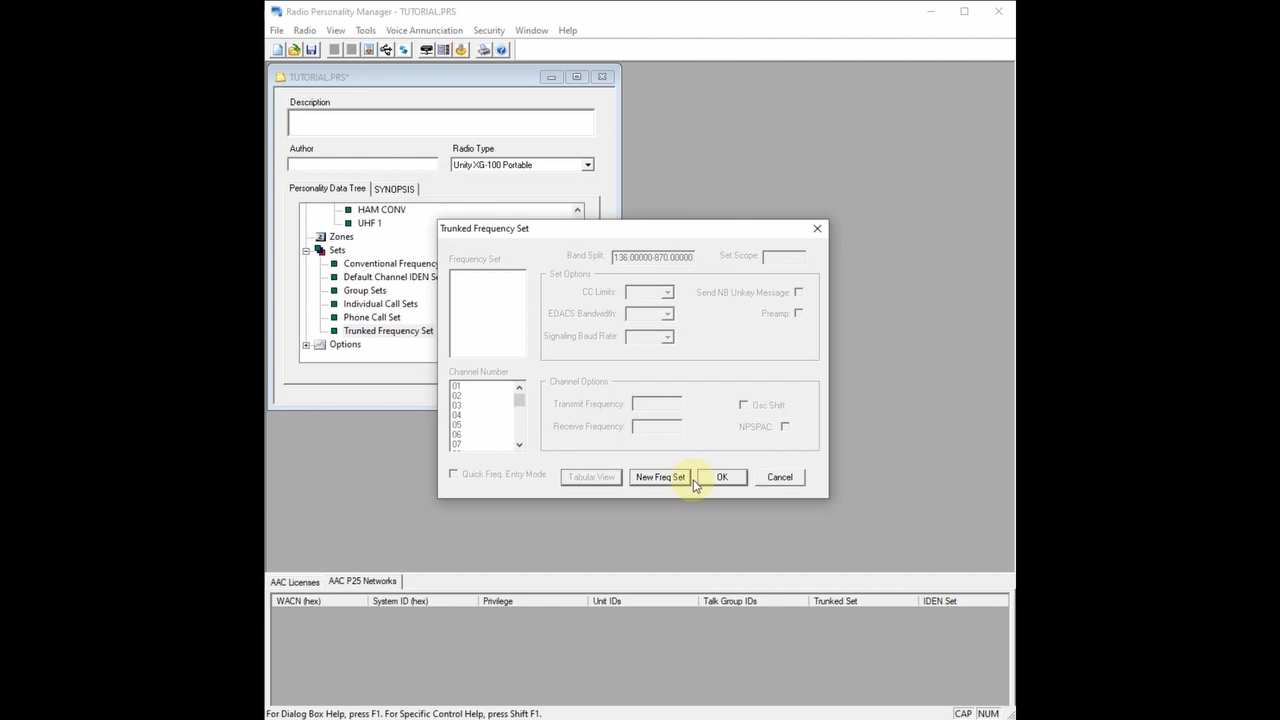 Radio Personality Manager - TUTORIAL.PRS
File Radio View Tools Voice Annunciation Security Window Help
TUTORIAL.PRS*
Description
Author
Radio Type
Unity XG-100 Portable
Personality Data Tree
SYNOPSIS
HAM CONV
UHF 1
Zones
Sets
Conventional Frequency
Default Channel IDEN Se
Group Sets
Individual Call Sets
Phone Call Set
Trunked Frequency Set
Options
Trunked Frequency Set
Frequency Set
Band Split:
136.00000-870.00000
Set Scope:
Set Options
CC Limits:
Send NB Unkey Message:
EDACS Bandwidth:
Preamp:
Signaling Baud Rate:
Channel Number
01
02
03
04
05
06
07
Channel Options
Transmit Frequency:
Osc Shift
Receive Frequency:
NPSPAC:
Quick Freq. Entry Mode
Tabular View
New Freq Set
OK
Cancel
AAC Licenses
AAC P25 Networks
WACN (hex) System ID (hex) Privilege Unit IDs Talk Group IDs Trunked Set IDEN Set
For Dialog Box Help, press F1. For Specific Control Help, press Shift F1.
CAP NUM